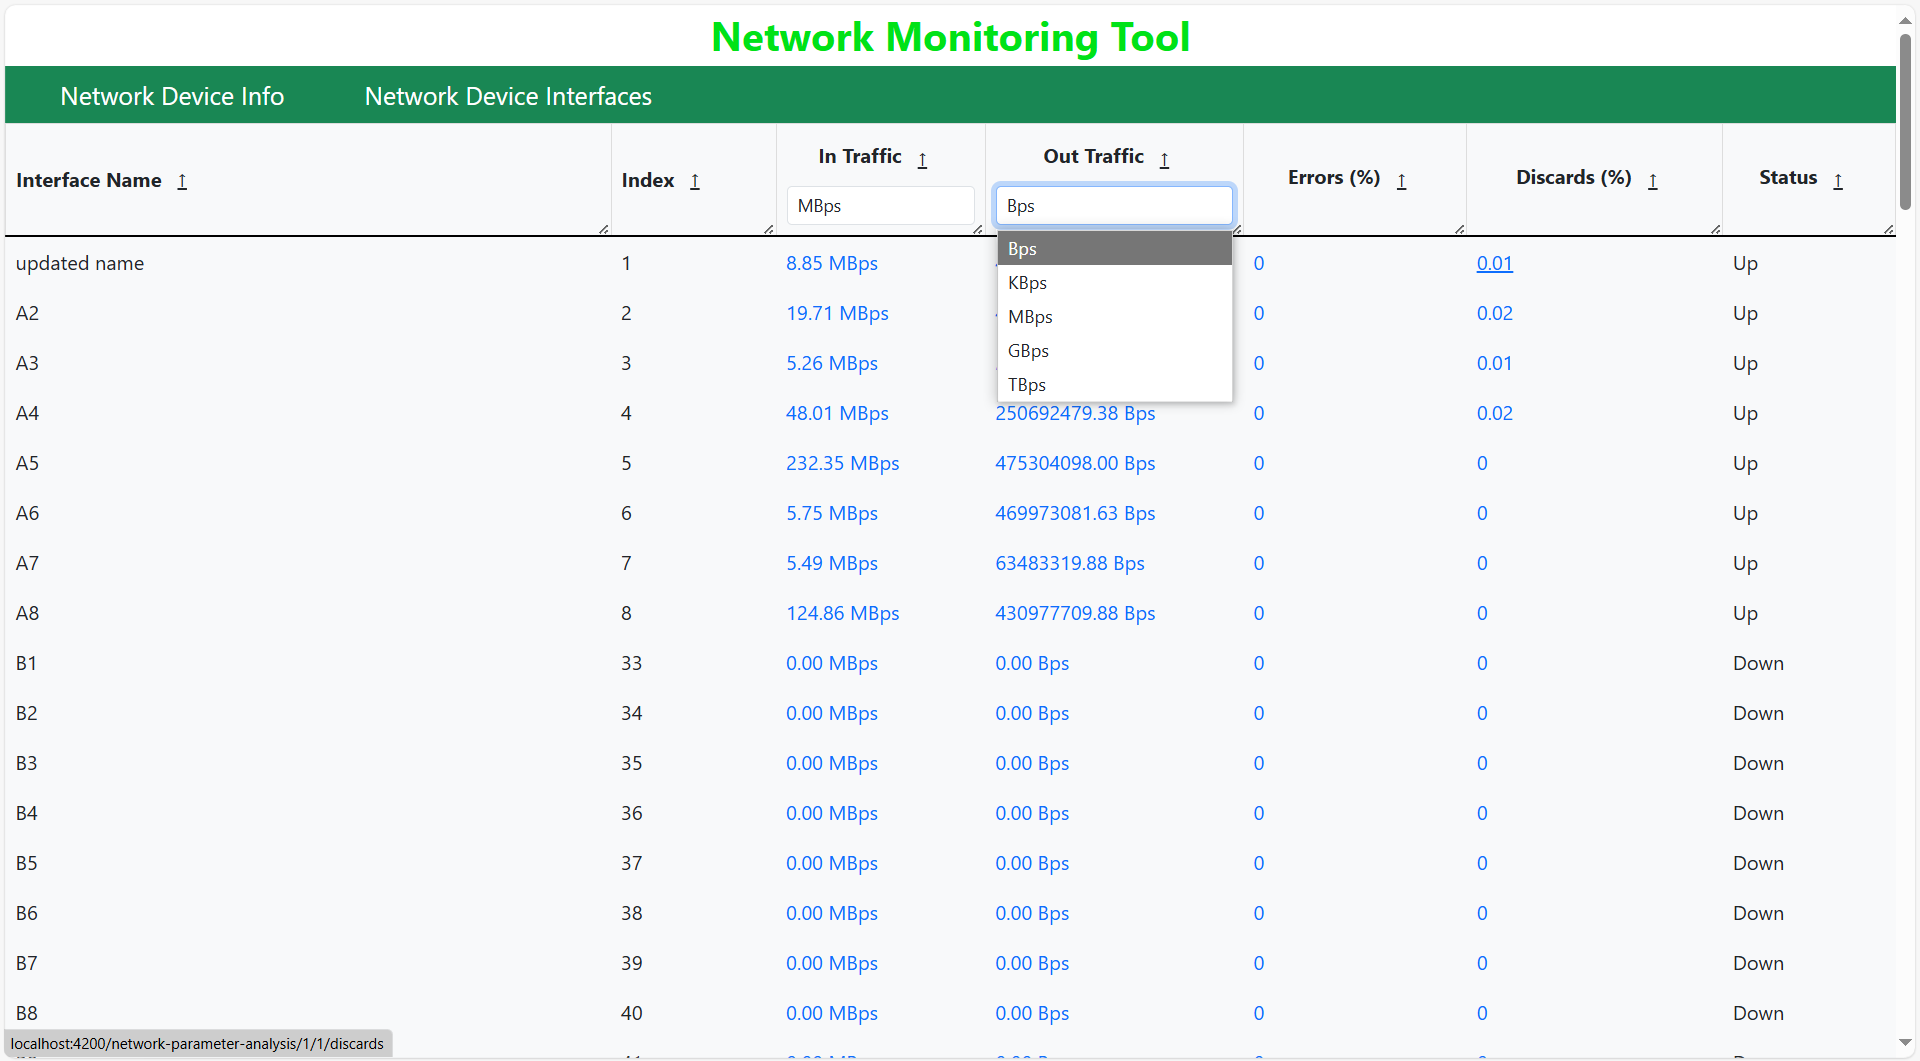 Network Monitoring Tool
Network Device Info Network Device Interfaces
Interface Name ↑ Index ↑ In Traffic ↑ Out Traffic ↑ Errors (%) ↑ Discards (%) ↑ Status ↑
MBps Bps
Bps
KBps
MBps
GBps
TBps
updated name 1 8.85 MBps 0 0.01 Up
A2 2 19.71 MBps 0 0.02 Up
A3 3 5.26 MBps 0 0.01 Up
A4 4 48.01 MBps 250692479.38 Bps 0 0.02 Up
A5 5 232.35 MBps 475304098.00 Bps 0 0 Up
A6 6 5.75 MBps 469973081.63 Bps 0 0 Up
A7 7 5.49 MBps 63483319.88 Bps 0 0 Up
A8 8 124.86 MBps 430977709.88 Bps 0 0 Up
B1 33 0.00 MBps 0.00 Bps 0 0 Down
B2 34 0.00 MBps 0.00 Bps 0 0 Down
B3 35 0.00 MBps 0.00 Bps 0 0 Down
B4 36 0.00 MBps 0.00 Bps 0 0 Down
B5 37 0.00 MBps 0.00 Bps 0 0 Down
B6 38 0.00 MBps 0.00 Bps 0 0 Down
B7 39 0.00 MBps 0.00 Bps 0 0 Down
B8 40 0.00 MBps 0.00 Bps 0 0 Down
localhost:4200/network-parameter-analysis/1/1/discards